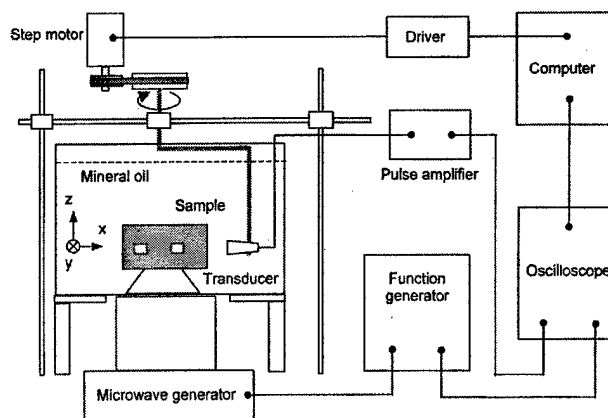 Step motor
Driver
Computer
Pulse amplifier
Mineral oil
Sample
z
x
y
Transducer
Function
generator
Oscilloscope
Microwave generator